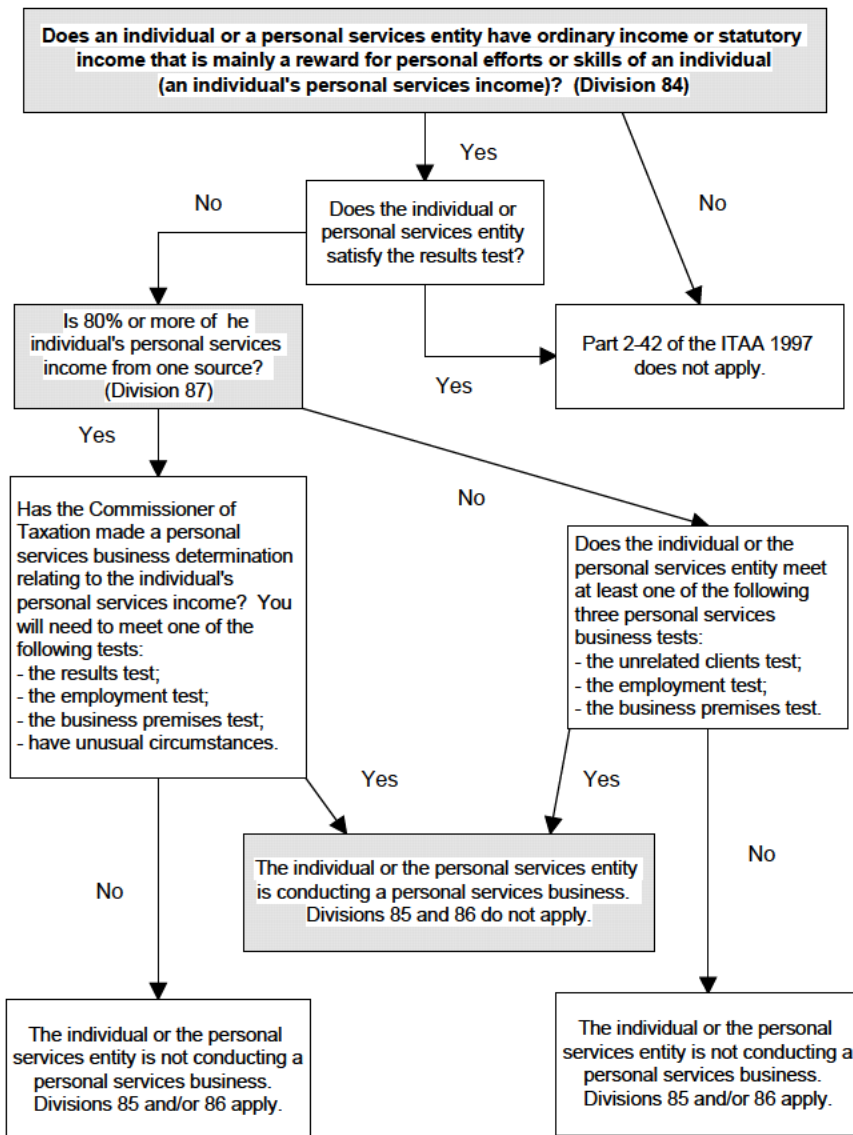 Does an individual or a personal services entity have ordinary income or statutory
income that is mainly a reward for personal efforts or skills of an individual
(an individual's personal services income)? (Division 84)
Yes
No
No
Does the individual or
personal services entity
satisfy the results test?
Is 80% or more of he
individual's personal services
income from one source?
(Division 87)
Yes
Part 2-42 of the ITAA 1997
does not apply.
Yes
No
Has the Commissioner of
Taxation made a personal
services business determination
relating to the individual's
personal services income? You
will need to meet one of the
following tests:
- the results test;
- the employment test;
- the business premises test;
- have unusual circumstances.
Does the individual or the
personal services entity meet
at least one of the following
three personal services
business tests:
- the unrelated clients test;
- the employment test;
- the business premises test.
Yes
Yes
No
No
The individual or the personal services entity
is conducting a personal services business.
Divisions 85 and 86 do not apply.
The individual or the personal
services entity is not conducting a
personal services business.
Divisions 85 and/or 86 apply.
The individual or the personal
services entity is not conducting a
personal services business.
Divisions 85 and/or 86 apply.